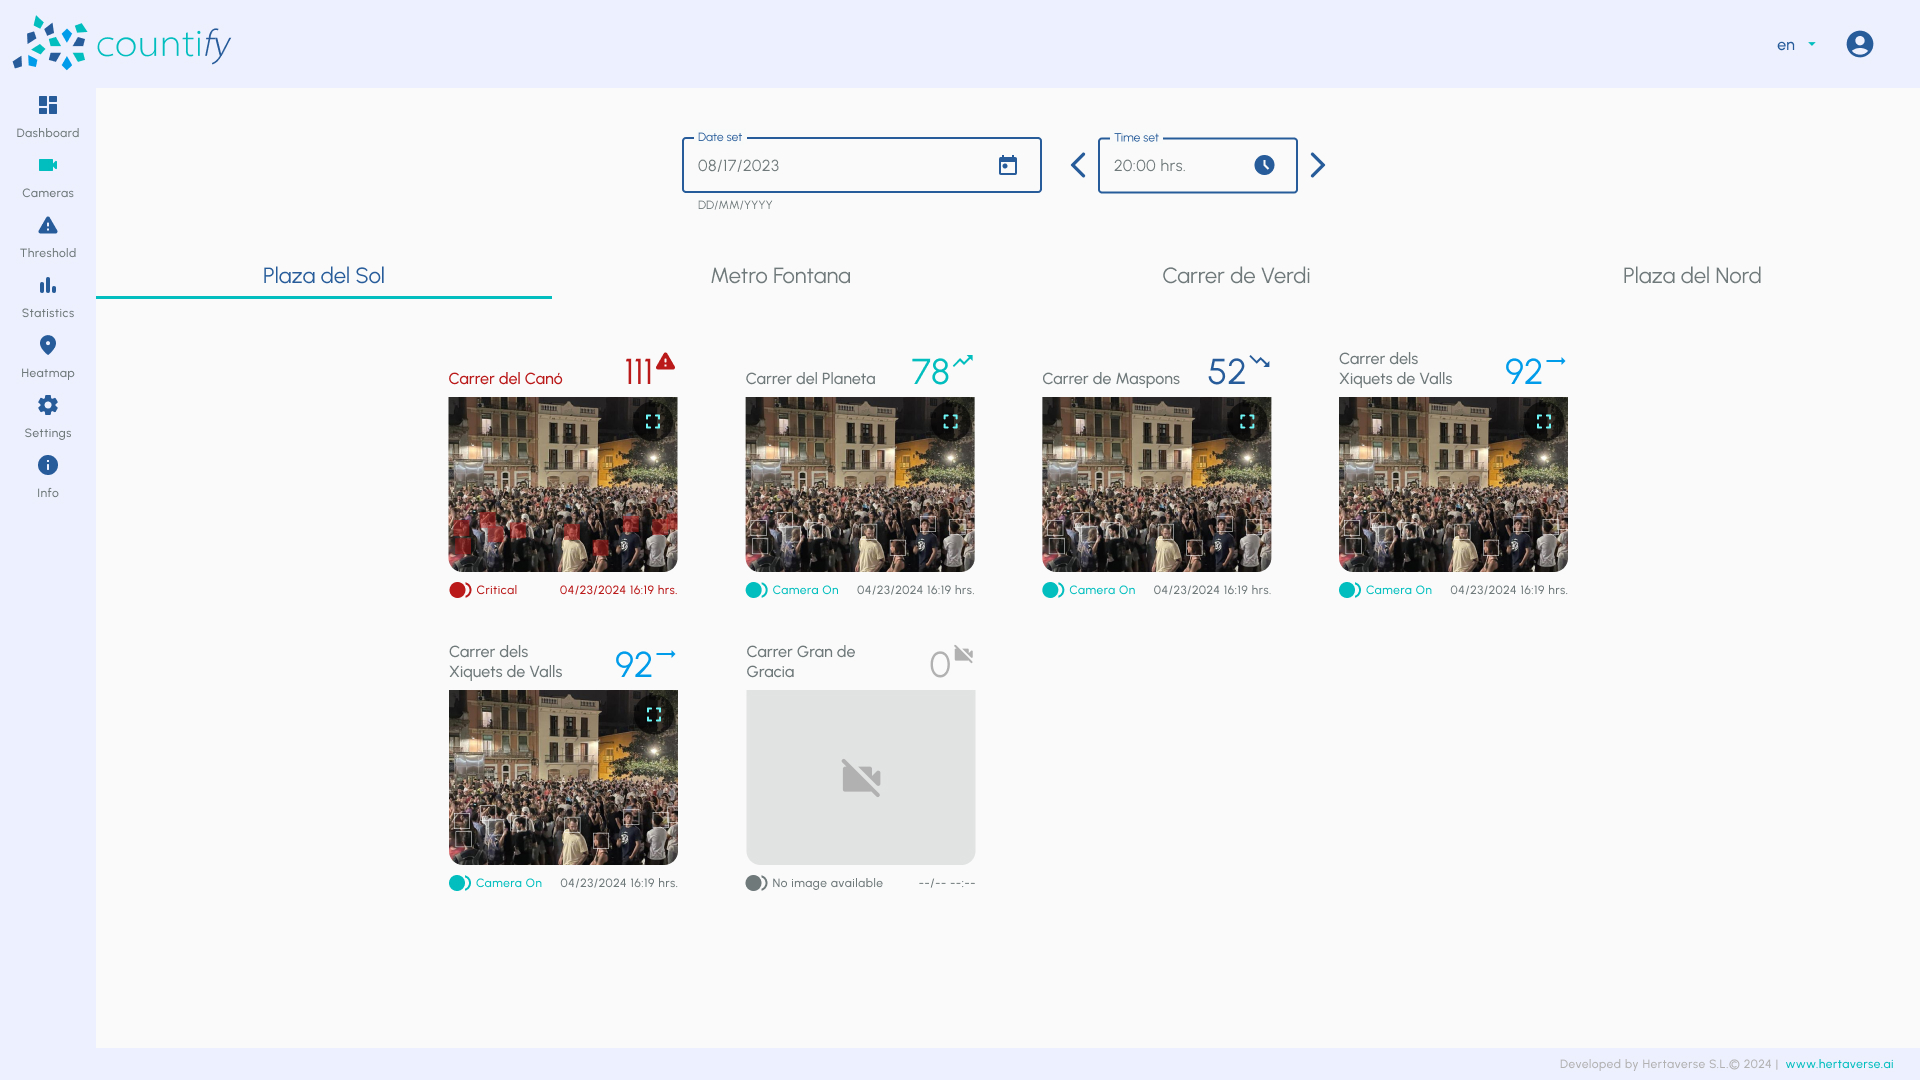 countify
en
Dashboard
Cameras
Threshold
Statistics
Heatmap
Settings
Info
Date set
08/17/2023
DD/MM/YYYY
Time set
20:00 hrs.
Plaza del Sol
Metro Fontana
Carrer de Verdi
Plaza del Nord
Carrer del Canó
111
Carrer del Planeta
78
Carrer de Maspons
52
Carrer dels
Xiquets de Valls
92
Critical
04/23/2024 16:19 hrs.
Camera On
04/23/2024 16:19 hrs.
Camera On
04/23/2024 16:19 hrs.
Camera On
04/23/2024 16:19 hrs.
Carrer dels
Xiquets de Valls
92
Carrer Gran de
Gracia
0
Camera On
04/23/2024 16:19 hrs.
No image available
--/-- --:--
Developed by Hertaverse S.L.© 2024 | www.hertaverse.ai